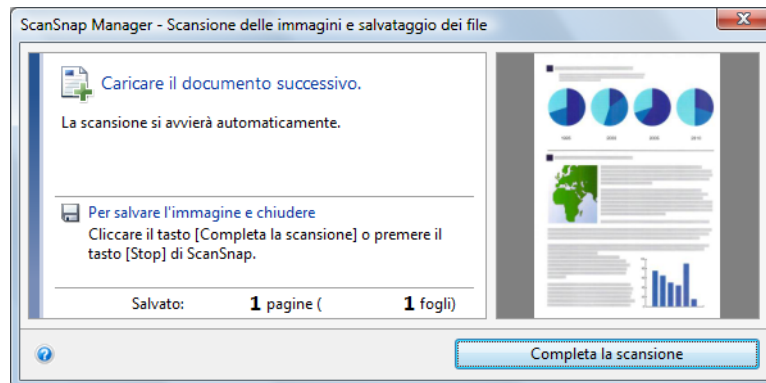 ScanSnap Manager - Scansione delle immagini e salvataggio dei file
Caricare il documento successivo.
La scansione si avvierà automaticamente.
Per salvare l'immagine e chiudere
Cliccare il tasto [Completa la scansione] o premere il
tasto [Stop] di ScanSnap.
Salvato: 1 pagine ( 1 fogli)
Completa la scansione